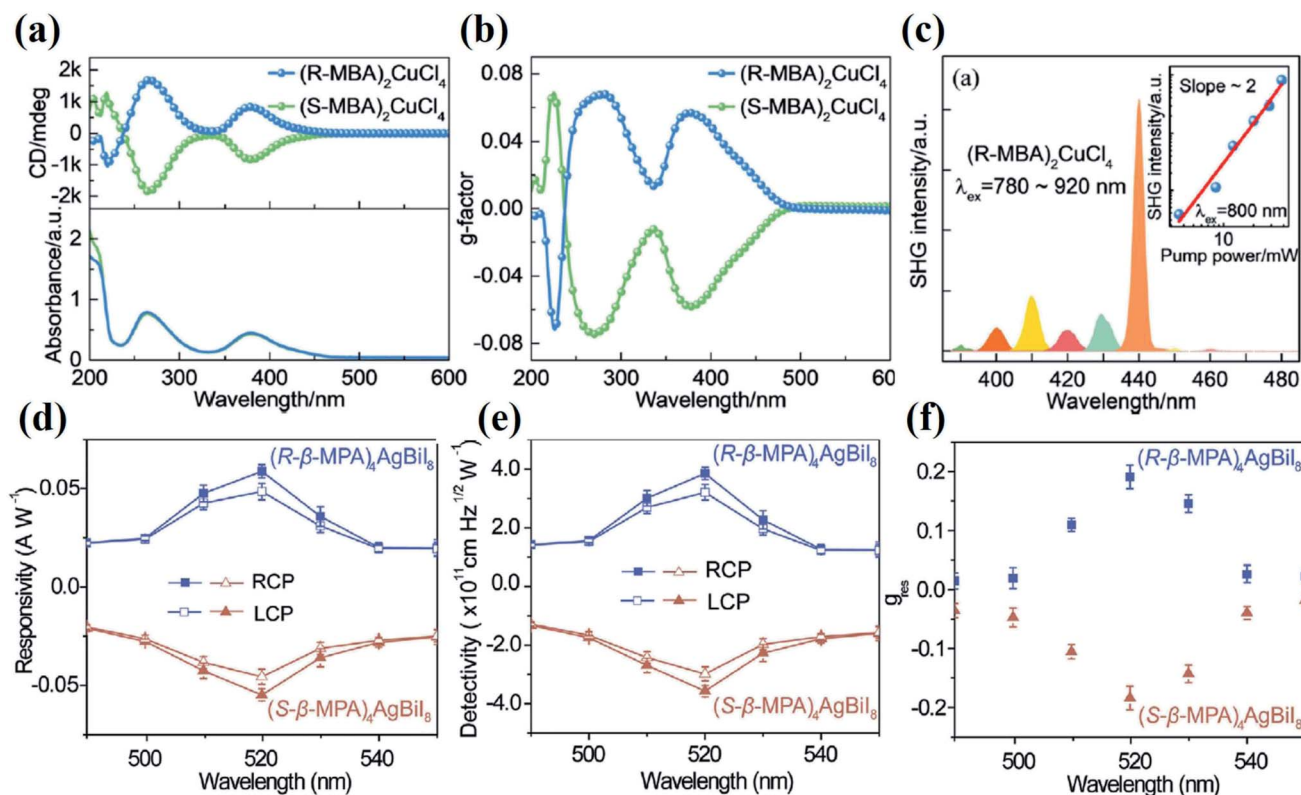 (a)
(R-MBA)₂CuCl₄
(S-MBA)₂CuCl₄
CD/mdeg
2k
1k
0
-1k
-2k
Absorbance/a.u.
2
1
0
200 300 400 500 600
Wavelength/nm
(b)
(R-MBA)₂CuCl₄
(S-MBA)₂CuCl₄
g-factor
0.08
0.04
0.00
-0.04
-0.08
200 300 400 500 600
Wavelength/nm
(c)
(a)
(R-MBA)₂CuCl₄
λex=780 ~ 920 nm
SHG intensity/a.u.
400 420 440 460 480
Wavelength/nm
Slope ~ 2
SHG intensity/a.u.
λex=800 nm
10
Pump power/mW
(d)
(R-β-MPA)₄AgBiI₈
Responsivity (A W⁻¹)
0.05
0.00
-0.05
RCP
LCP
(S-β-MPA)₄AgBiI₈
500 520 540
Wavelength (nm)
(e)
(R-β-MPA)₄AgBiI₈
Detectivity ( x10¹¹cm Hz ¹ᐟ² W⁻¹)
4.0
2.0
0.0
-2.0
-4.0
RCP
LCP
(S-β-MPA)₄AgBiI₈
500 520 540
Wavelength (nm)
(f)
(R-β-MPA)₄AgBiI₈
gres
0.2
0.1
0.0
-0.1
-0.2
(S-β-MPA)₄AgBiI₈
500 520 540
Wavelength (nm)